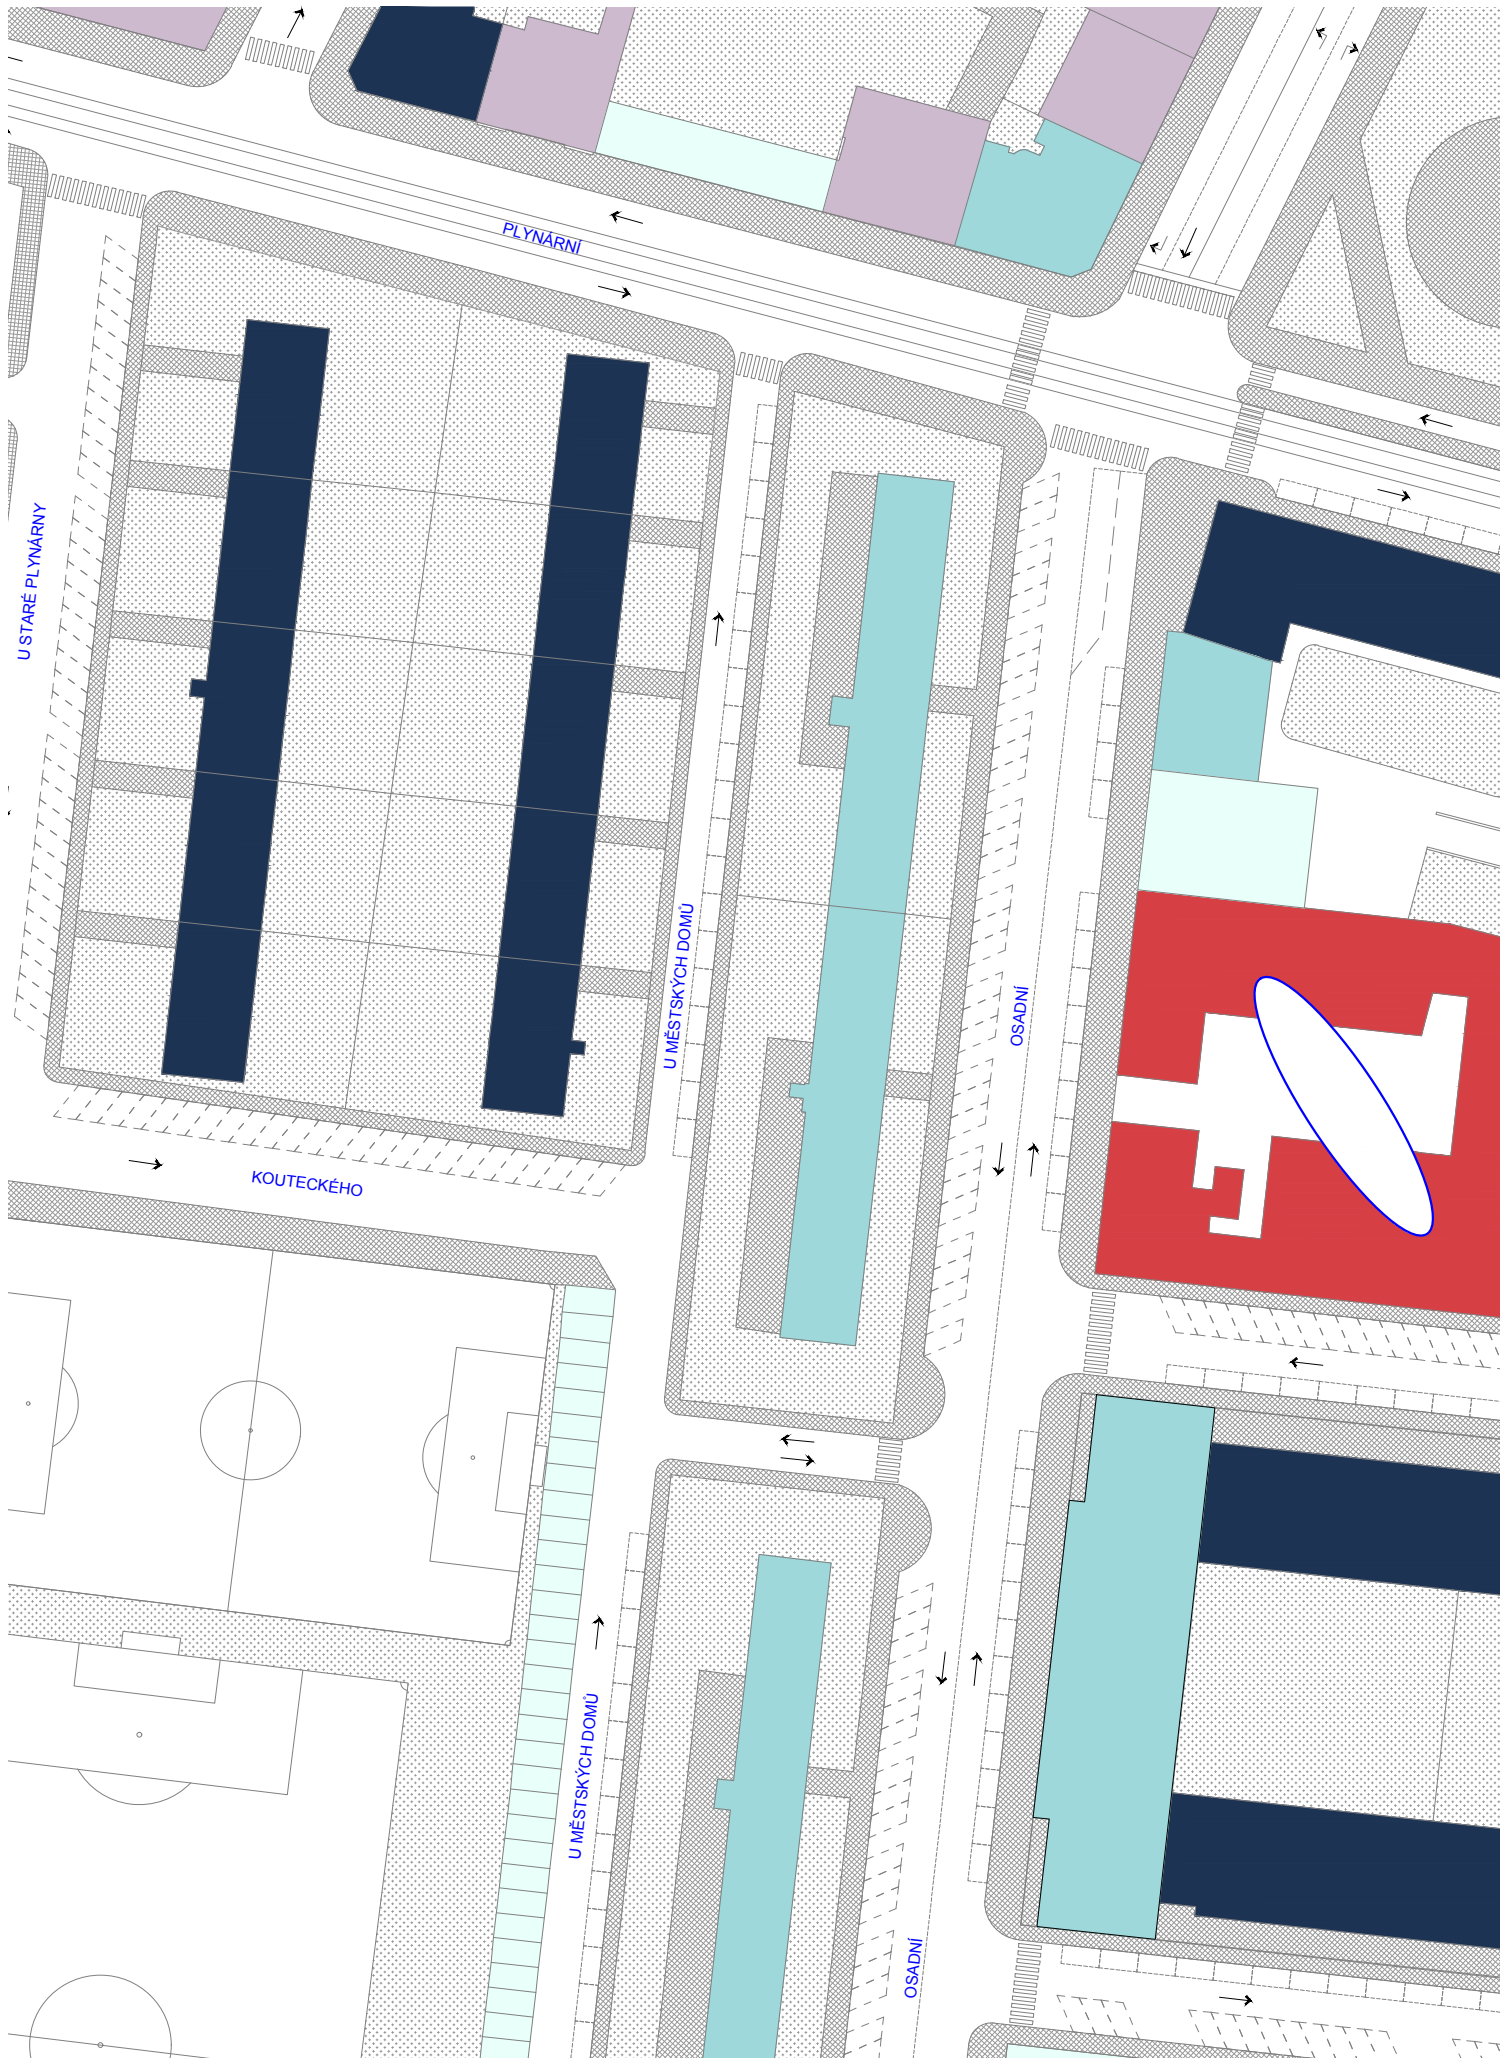 PLYNÁRNÍ
U STARÉ PLYNÁRNY
U MĚSTSKÝCH DOMŮ
OSADNÍ
KOUTECKÉHO
U MĚSTSKÝCH DOMŮ
OSADNÍ